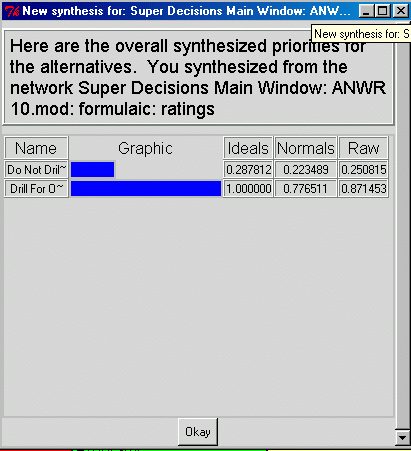 New synthesis for: Super Decisions Main Window: ANW...
New synthesis for: S
Here are the overall synthesized priorities for
the alternatives. You synthesized from the
network Super Decisions Main Window: ANWR
10.mod: formulaic: ratings
Name Graphic Ideals Normals Raw
Do Not Dril~ 0.287812 0.223489 0.250815
Drill For O~ 1.000000 0.776511 0.871453
Okay